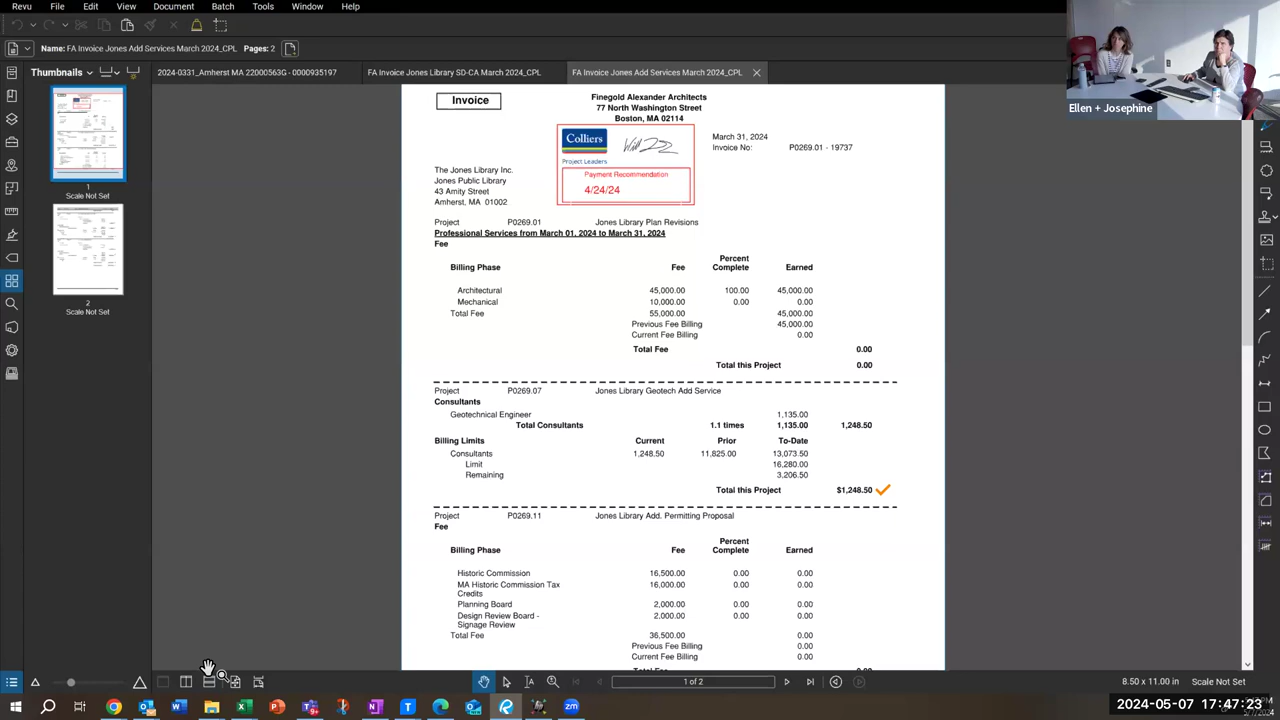 Revu File Edit View Document Batch Tools Window Help
Name: FA Invoice Jones Add Services March 2024_CPL Pages: 2
Thumbnails
2024-0331_Amherst MA 22000563G - 0000935197
FA Invoice Jones Library SD-CA March 2024_CPL
FA Invoice Jones Add Services March 2024_CPL
Ellen + Josephine
1
Scale Not Set
2
Scale Not Set
Invoice
Finegold Alexander Architects
77 North Washington Street
Boston, MA 02114
Colliers
Project Leaders
Payment Recommendation
4/24/24
March 31, 2024
Invoice No: P0269.01 - 19737
The Jones Library Inc.
Jones Public Library
43 Amity Street
Amherst, MA 01002
Project P0269.01 Jones Library Plan Revisions
Professional Services from March 01, 2024 to March 31, 2024
Fee
Billing Phase Fee Percent Complete Earned
Architectural 45,000.00 100.00 45,000.00
Mechanical 10,000.00 0.00 0.00
Total Fee 55,000.00 45,000.00
Previous Fee Billing 45,000.00
Current Fee Billing 0.00
Total Fee 0.00
Total this Project 0.00
Project P0269.07 Jones Library Geotech Add Service
Consultants
Geotechnical Engineer 1,135.00
Total Consultants 1.1 times 1,135.00 1,248.50
Billing Limits Current Prior To-Date
Consultants 1,248.50 11,825.00 13,073.50
Limit 16,280.00
Remaining 3,206.50
Total this Project $1,248.50
Project P0269.11 Jones Library Add. Permitting Proposal
Fee
Billing Phase Fee Percent Complete Earned
Historic Commission 16,500.00 0.00 0.00
MA Historic Commission Tax Credits 16,000.00 0.00 0.00
Planning Board 2,000.00 0.00 0.00
Design Review Board - Signage Review 2,000.00 0.00 0.00
Total Fee 36,500.00 0.00
Previous Fee Billing 0.00
Current Fee Billing 0.00
Total Fee 0.00
1 of 2
8.50 x 11.00 in Scale Not Set
2024-05-07 17:47:23